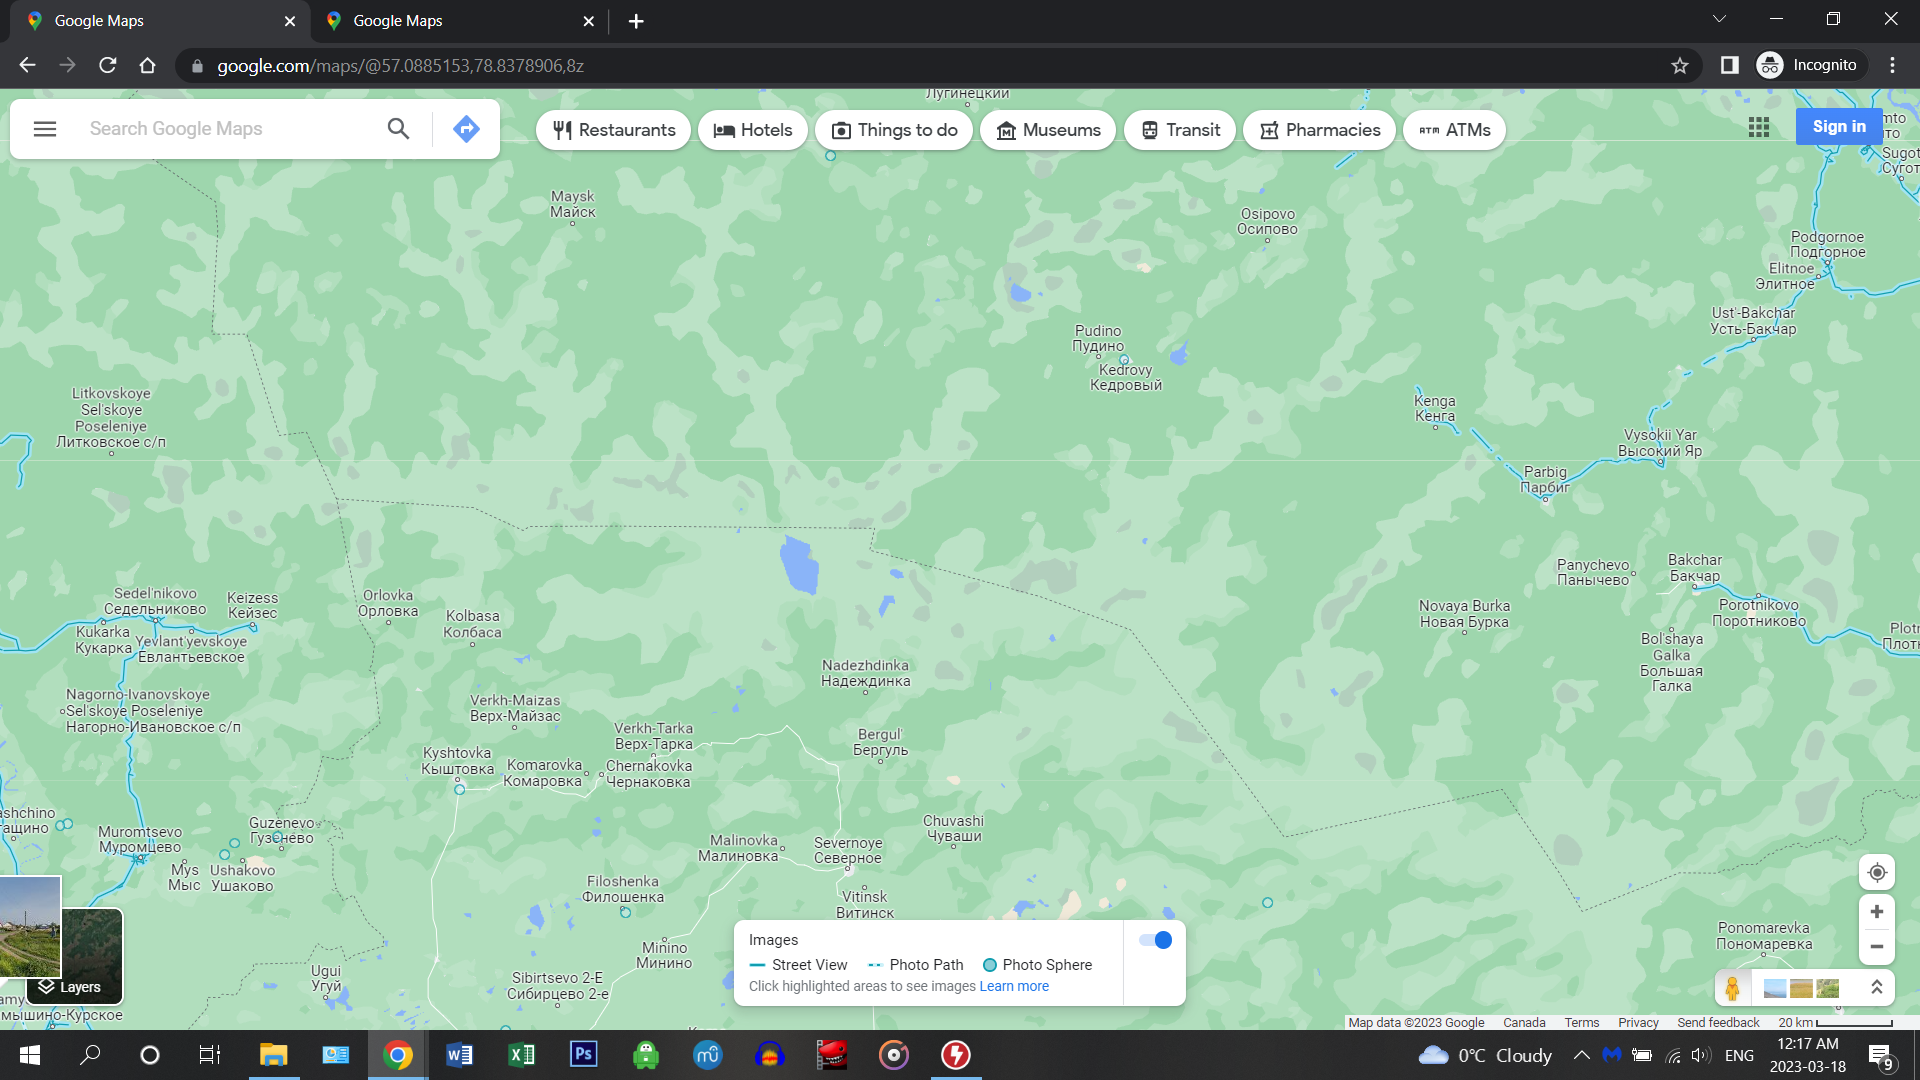 Google Maps
Google Maps
google.com/maps/@57.0885153,78.8378906,8z
Incognito
Search Google Maps
Restaurants
Hotels
Things to do
Museums
Transit
Pharmacies
ATMs
Sign in
Лугинецкий
Sugot
Сугот
Maysk
Майск
Osipovo
Осипово
Podgornoe
Подгорное
Elitnoe
Элитное
Ust'-Bakchar
Усть-Бакчар
Pudino
Пудино
Kedrovy
Кедровый
Litkovskoye
Sel'skoye
Poseleniye
Литковское с/п
Kenga
Кенга
Vysokii Yar
Высокий Яр
Parbig
Парбиг
Panychevo
Панычево
Bakchar
Бакчар
Sedel'nikovo
Седельниково
Keizess
Кейзес
Orlovka
Орловка
Kolbasa
Колбаса
Novaya Burka
Новая Бурка
Porotnikovo
Поротниково
Kukarka
Кукарка
Yevlant'yevskoye
Евлантьевское
Plotn
Плотн
Bol'shaya
Galka
Большая
Галка
Nadezhdinka
Надеждинка
Nagorno-Ivanovskoye
Sel'skoye Poseleniye
Нагорно-Ивановское с/п
Verkh-Maizas
Верх-Майзас
Verkh-Tarka
Верх-Тарка
Bergul'
Бергуль
Kyshtovka
Кыштовка
Komarovka
Комаровка
Chernakovka
Чернаковка
ashchino
гащино
Muromtsevo
Муромцево
Guzenevo
Гузенево
Chuvashi
Чуваши
Malinovka
Малиновка
Severnoye
Северное
Mys
Мыс
Ushakovo
Ушаково
Filoshenka
Филошенка
Vitinsk
Витинск
Ponomarevka
Пономаревка
Minino
Минино
Ugui
Угуй
Sibirtsevo 2-E
Сибирцево 2-е
Layers
мышино-Курское
Images
Street View
Photo Path
Photo Sphere
Click highlighted areas to see images Learn more
Map data ©2023 Google
Canada
Terms
Privacy
Send feedback
20 km
0°C Cloudy
ENG
12:17 AM
2023-03-18
9